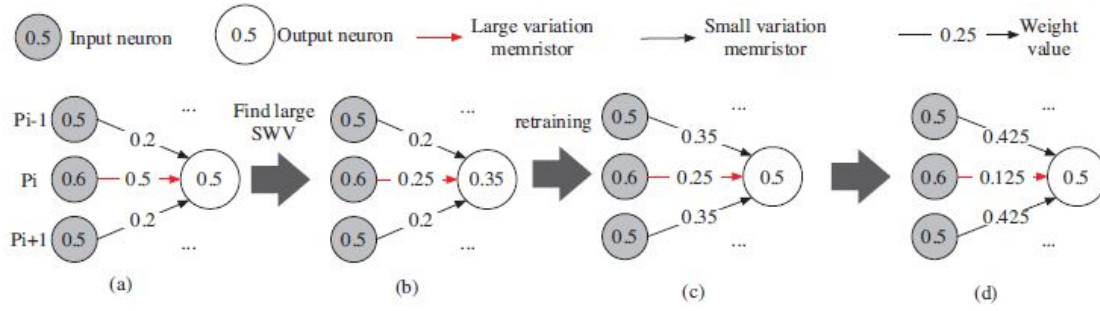 0.5 Input neuron
0.5 Output neuron
Large variation
memristor
Small variation
memristor
0.25 Weight
value
Pi-1 0.5 0.2 ...
Pi 0.6 0.5 0.5
Pi+1 0.5 0.2 ...
(a)
Find large
SWV
0.5 0.2 ...
0.6 0.25 0.35
0.5 0.2 ...
(b)
retraining
0.5 0.35 ...
0.6 0.25 0.5
0.5 0.35 ...
(c)
0.5 0.425 ...
0.6 0.125 0.5
0.5 0.425 ...
(d)